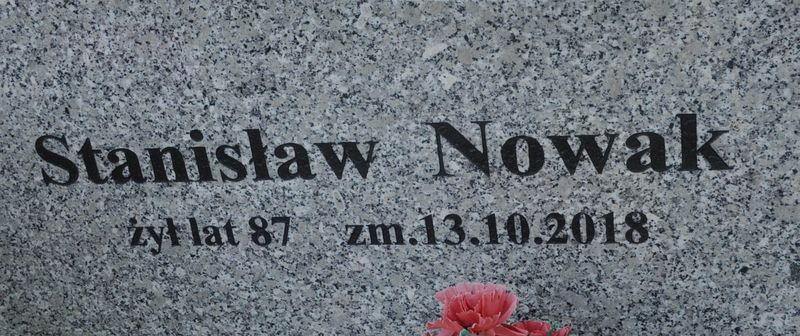 Stanisław Nowak
żył lat 87 zm.13.10.2018